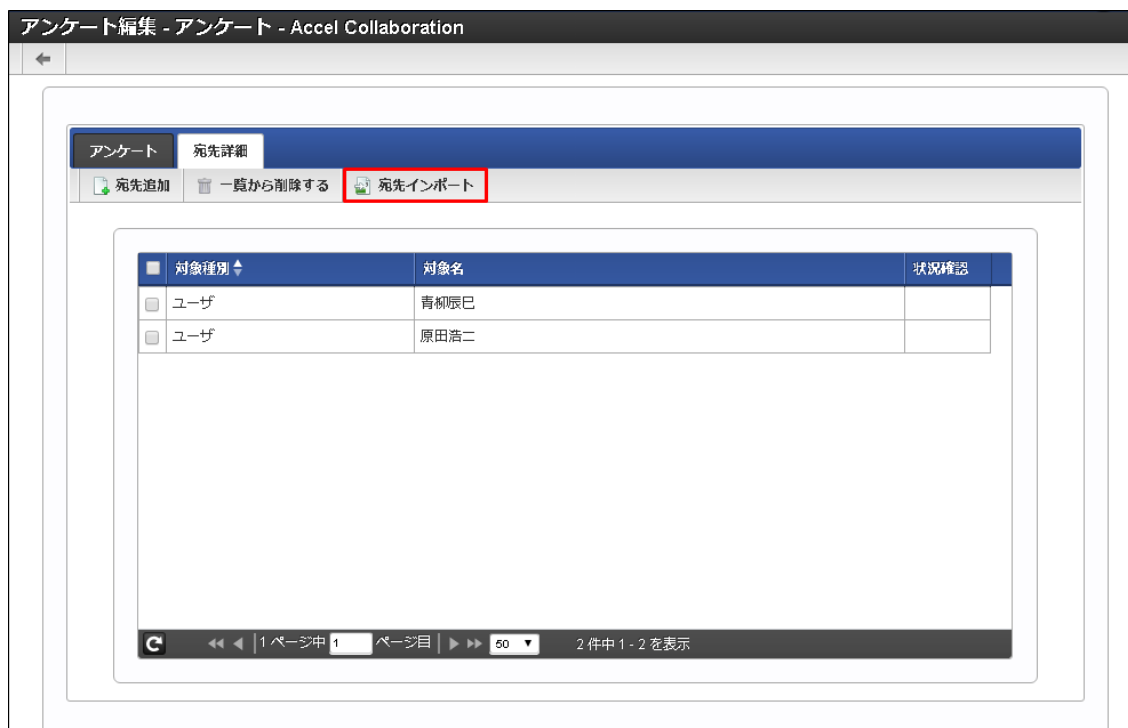 アンケート編集 - アンケート - Accel Collaboration
アンケート 宛先詳細
宛先追加 一覧から削除する 宛先インポート
対象種別 対象名 状況確認
ユーザ 青柳辰巳
ユーザ 原田浩二
1 ページ中 1 ページ目 50 2 件中 1 - 2 を表示